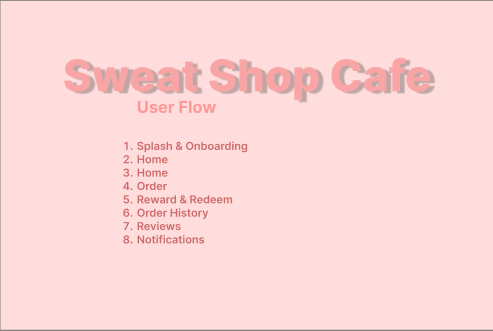 Sweat Shop Cafe
User Flow
1. Splash & Onboarding
2. Home
3. Home
4. Order
5. Reward & Redeem
6. Order History
7. Reviews
8. Notifications